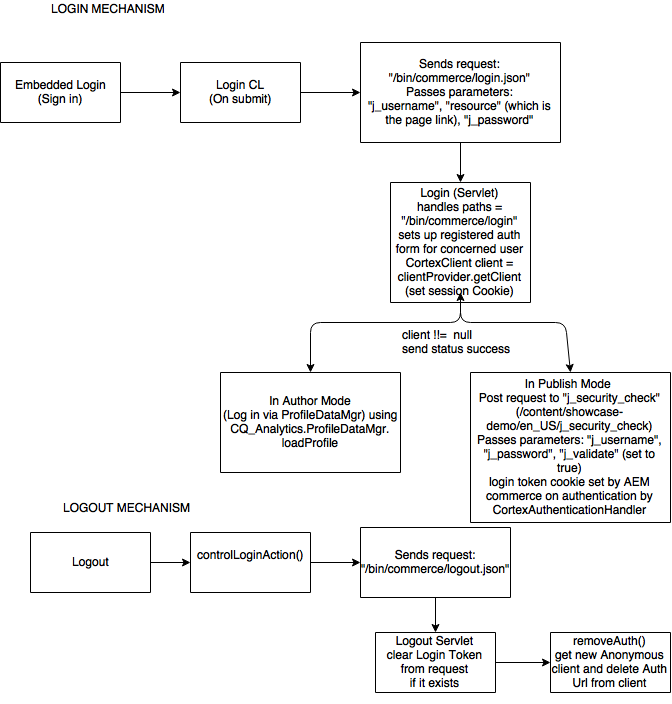 LOGIN MECHANISM
Embedded Login
(Sign in)
Login CL
(On submit)
Sends request:
"/bin/commerce/login.json"
Passes parameters:
"j_username", "resource" (which is
the page link), "j_password"
Login (Servlet)
handles paths =
"/bin/commerce/login"
sets up registered auth
form for concerned user
CortexClient client =
clientProvider.getClient
(set session Cookie)
client !!= null
send status success
In Author Mode
(Log in via ProfileDataMgr) using
CQ_Analytics.ProfileDataMgr.
loadProfile
In Publish Mode
Post request to "j_security_check"
(/content/showcase-
demo/en_US/j_security_check)
Passes parameters: "j_username",
"j_password", "j_validate" (set to
true)
login token cookie set by AEM
commerce on authentication by
CortexAuthenticationHandler
LOGOUT MECHANISM
Logout
controlLoginAction()
Sends request:
"/bin/commerce/logout.json"
Logout Servlet
clear Login Token
from request
if it exists
removeAuth()
get new Anonymous
client and delete Auth
Url from client